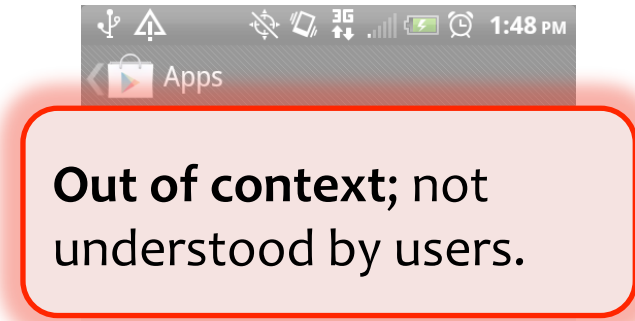 3G 1:48 PM
Apps
Out of context; not
understood by users.